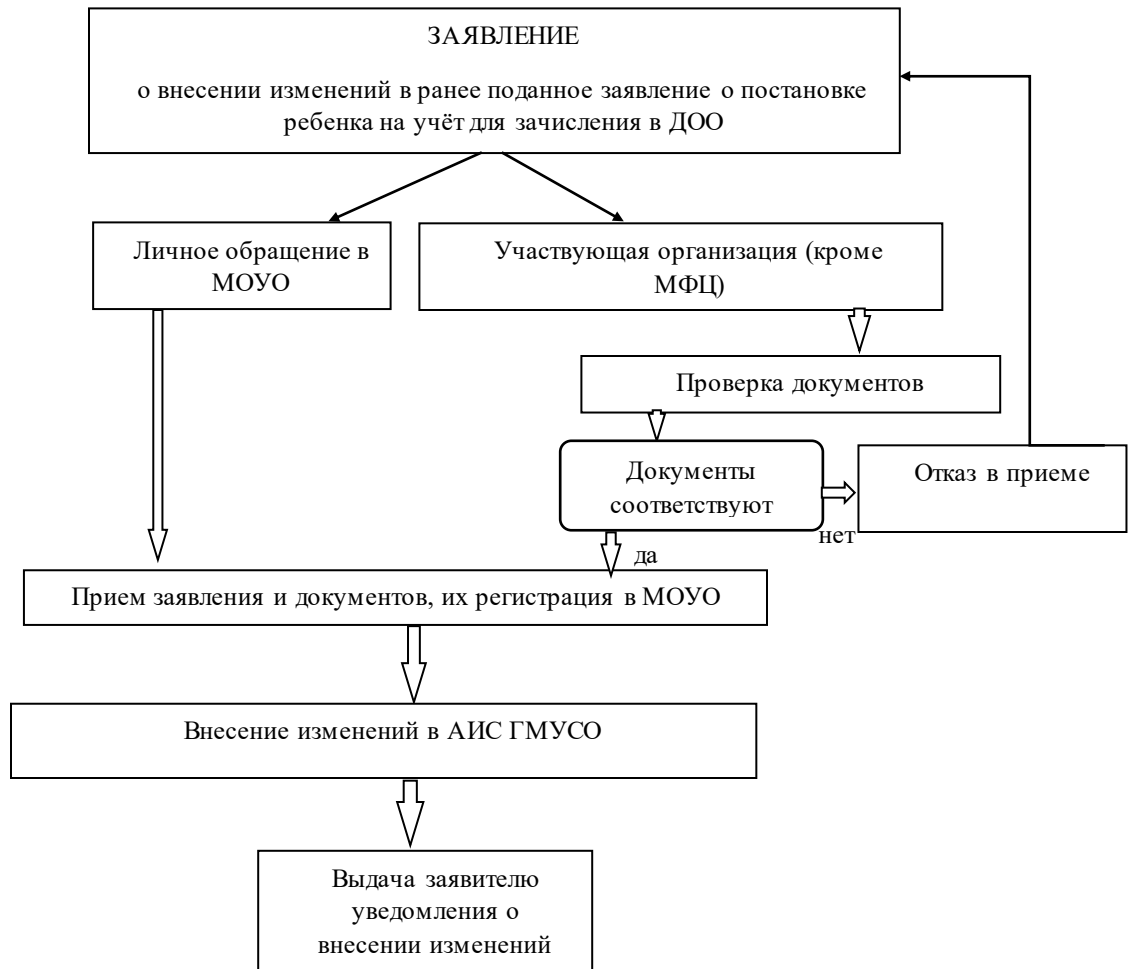 ЗАЯВЛЕНИЕ
о внесении изменений в ранее поданное заявление о постановке
ребенка на учёт для зачисления в ДОО
Личное обращение в
МОУО
Участвующая организация (кроме
МФЦ)
Проверка документов
Документы
соответствуют
Отказ в приеме
нет
да
Прием заявления и документов, их регистрация в МОУО
Внесение изменений в АИС ГМУСО
Выдача заявителю
уведомления о
внесении изменений